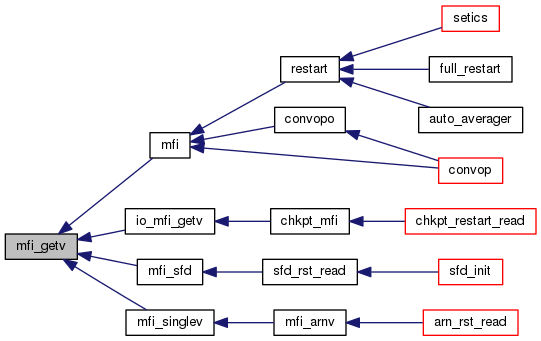 setics
restart
full_restart
convopo
auto_averager
mfi
convop
io_mfi_getv
chkpt_mfi
chkpt_restart_read
mfi_getv
mfi_sfd
sfd_rst_read
sfd_init
mfi_singlev
mfi_arnv
arn_rst_read